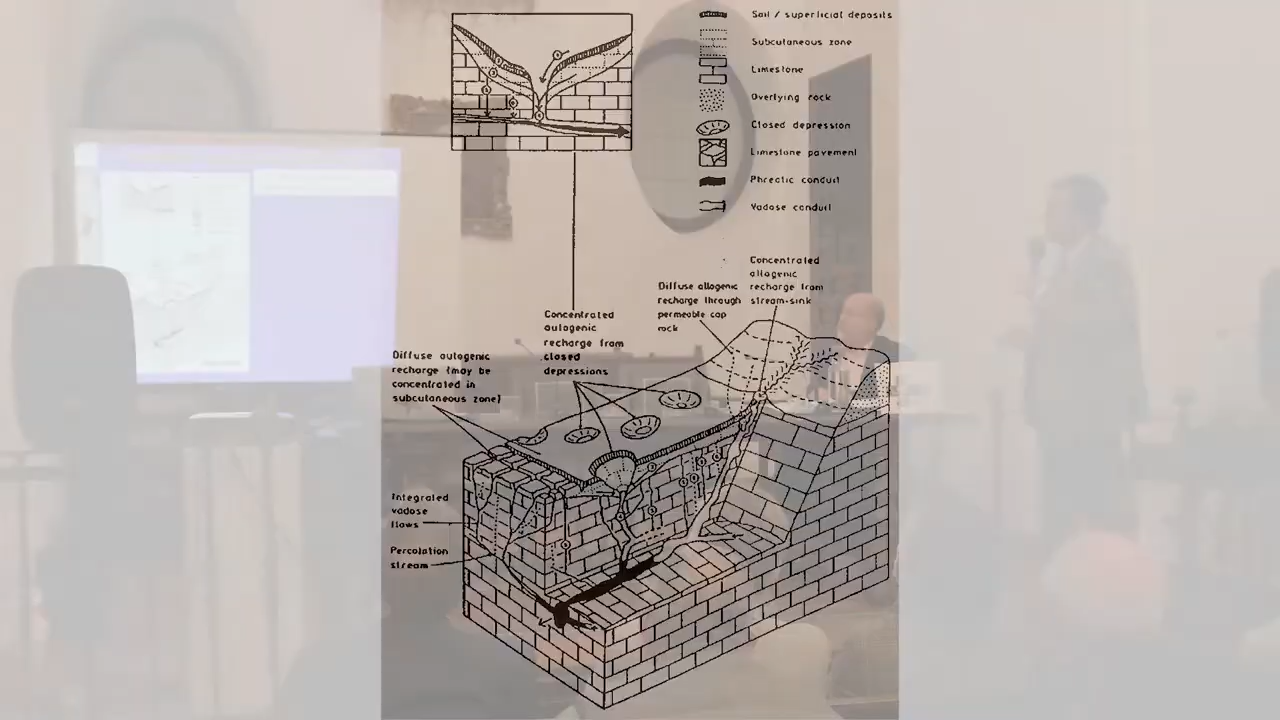 Soil / superficial deposits
Subcutaneous zone
Limestone
Overlying rock
Closed depression
Limestone pavement
Phreatic conduit
Vadose conduit
Concentrated
allogenic
recharge from
stream-sink
Diffuse allogenic
recharge through
permeable cap
rock
Concentrated
autogenic
recharge from
closed
depressions
Diffuse autogenic
recharge (may be
concentrated in
subcutaneous zone)
Integrated
vadose
flows
Percolation
stream